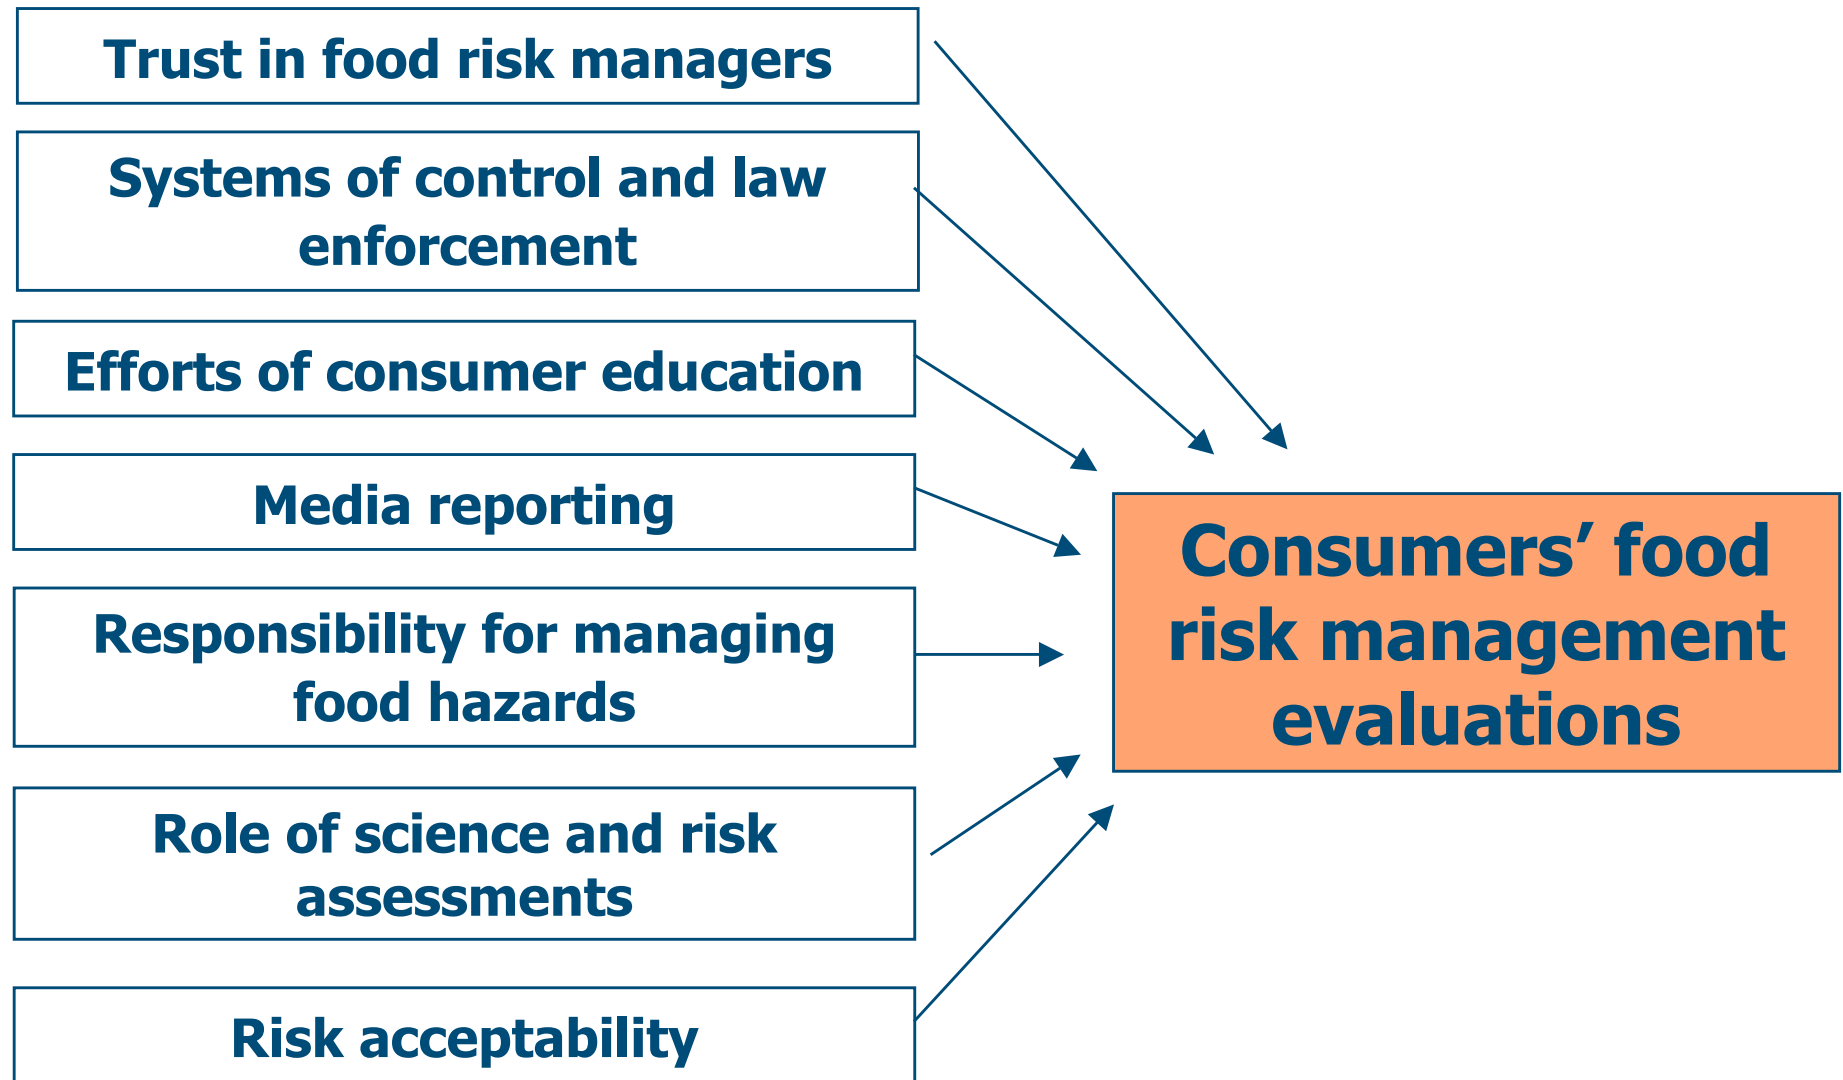 Trust in food risk managers
Systems of control and law
enforcement
Efforts of consumer education
Media reporting
Responsibility for managing
food hazards
Role of science and risk
assessments
Risk acceptability
Consumers’ food
risk management
evaluations